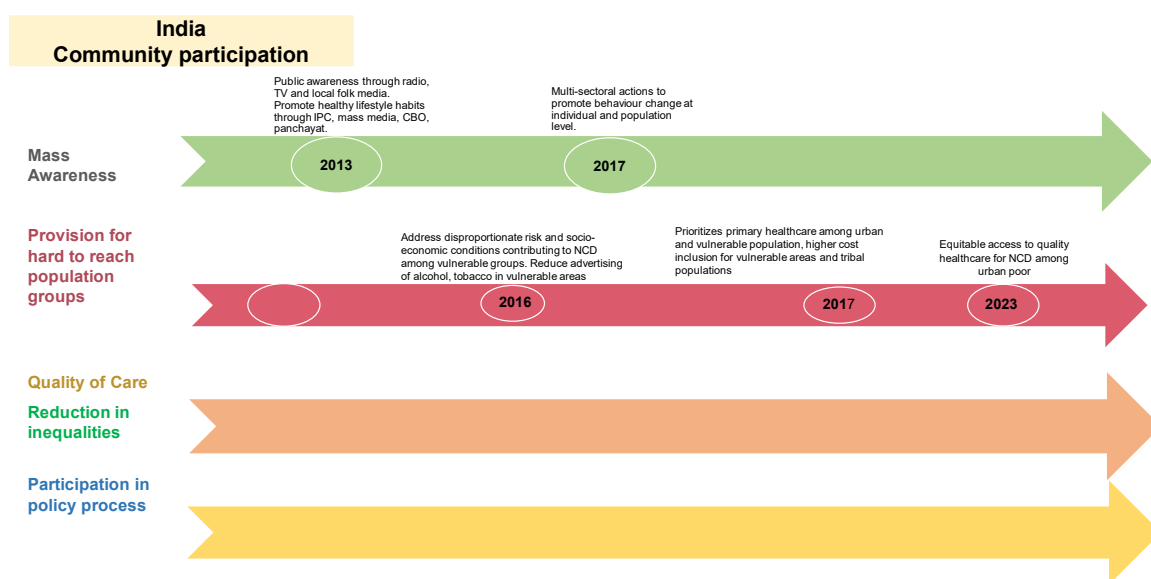 India
Community participation
Public awareness through radio,
TV and local folk media.
Promote healthy lifestyle habits
through IPC, mass media, CBO,
panchayat.
Multi-sectoral actions to
promote behaviour change at
individual and population
level.
Mass
Awareness
2013
2017
Provision for
hard to reach
population
groups
Address disproportionate risk and socio-
economic conditions contributing to NCD
among vulnerable groups. Reduce advertising
of alcohol, tobacco in vulnerable areas
Prioritizes primary healthcare among urban
and vulnerable population, higher cost
inclusion for vulnerable areas and tribal
populations
Equitable access to quality
healthcare for NCD among
urban poor
2016
2017
2023
Quality of Care
Reduction in
inequalities
Participation in
policy process